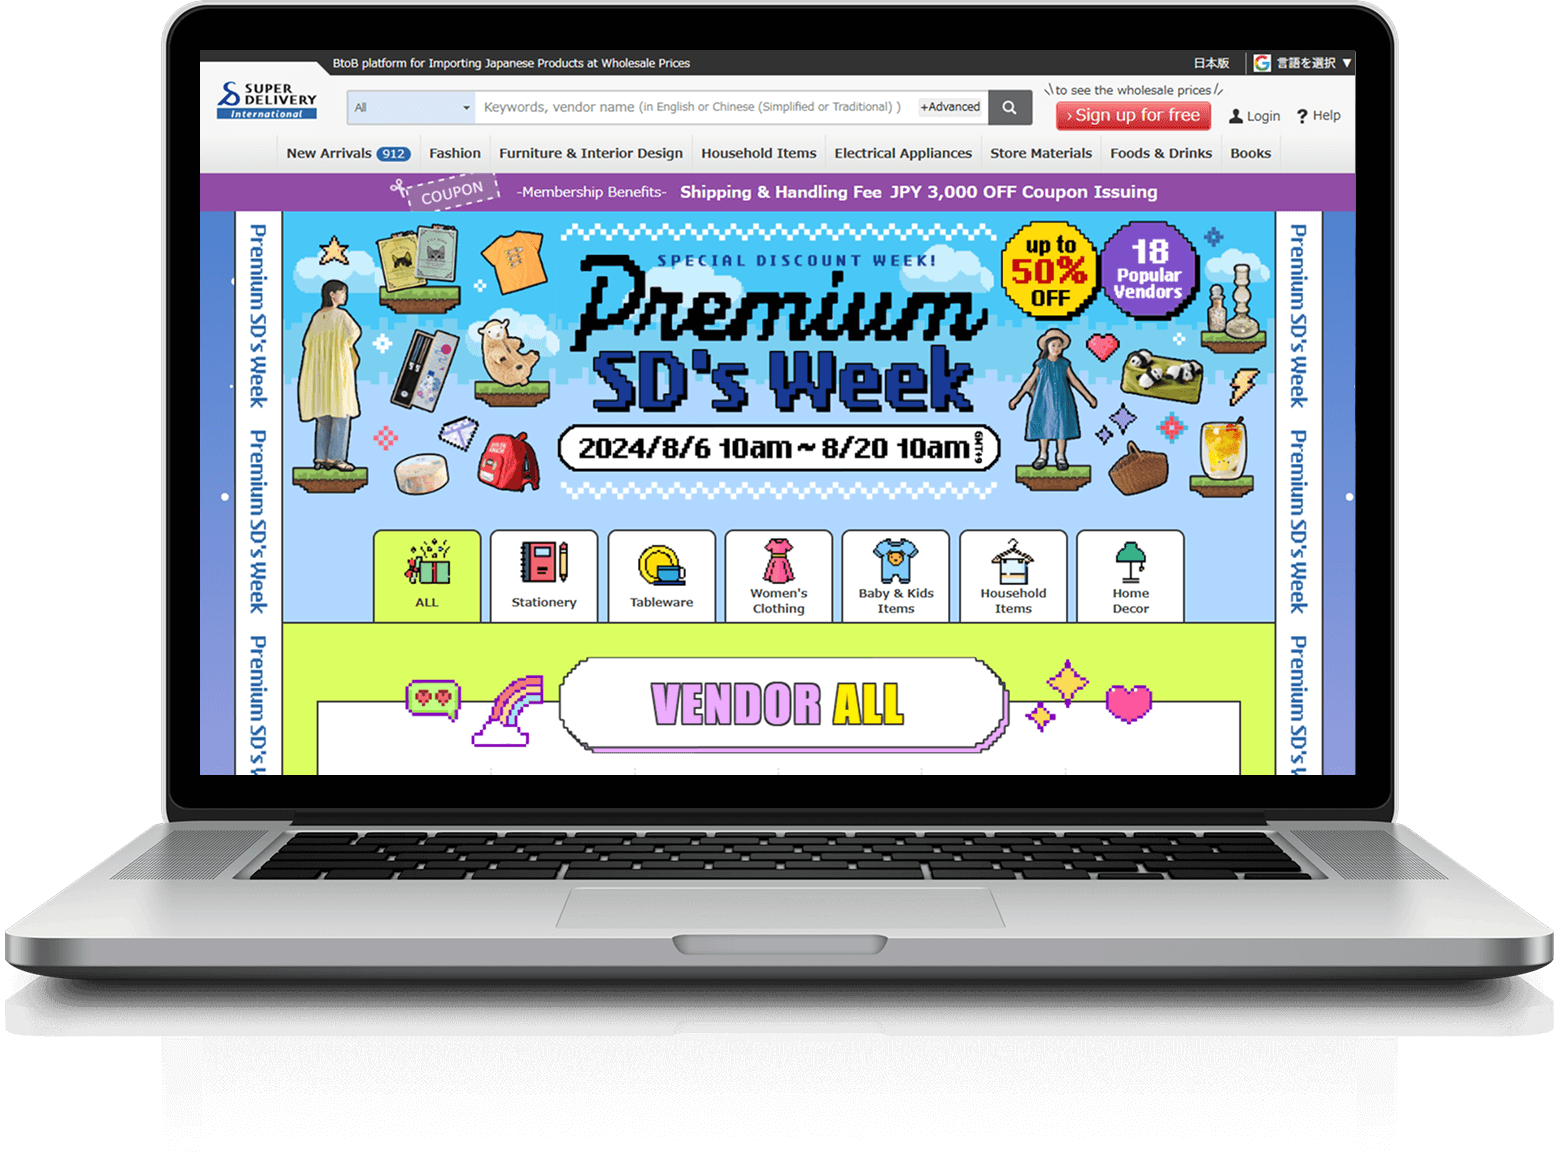 BtoB platform for Importing Japanese Products at Wholesale Prices
日本版
言語を選択 ▼
SUPER
DELIVERY
International
All
Keywords, vendor name (in English or Chinese (Simplified or Traditional) )
+Advanced
\\ to see the wholesale prices /,
› Sign up for free
Login
? Help
New Arrivals 912
Fashion
Furniture & Interior Design
Household Items
Electrical Appliances
Store Materials
Foods & Drinks
Books
COUPON
-Membership Benefits- Shipping & Handling Fee JPY 3,000 OFF Coupon Issuing
Premium SD's Week
Premium SD's Week
Premium SD's W
SPECIAL DISCOUNT WEEK!
Premium
SD's Week
2024/8/6 10am ~ 8/20 10am GMT+9
up to
50%
OFF
18
Popular
Vendors
Premium SD's Week
Premium SD's Week
Premium SD's W
ALL
Stationery
Tableware
Women's
Clothing
Baby & Kids
Items
Household
Items
Home
Decor
VENDOR ALL